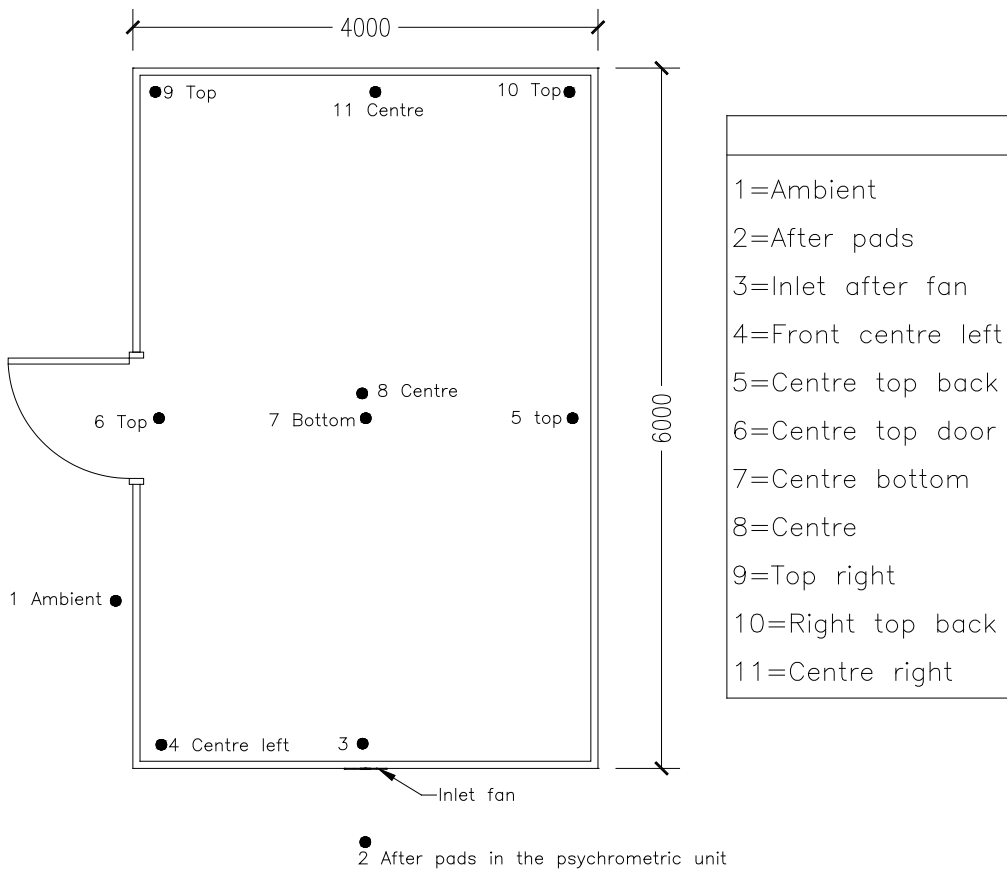 4000
9 Top
11 Centre
10 Top
6000
8 Centre
6 Top
7 Bottom
5 top
1 Ambient
4 Centre left
3
Inlet fan
2 After pads in the psychrometric unit
1=Ambient
2=After pads
3=Inlet after fan
4=Front centre left
5=Centre top back
6=Centre top door
7=Centre bottom
8=Centre
9=Top right
10=Right top back
11=Centre right